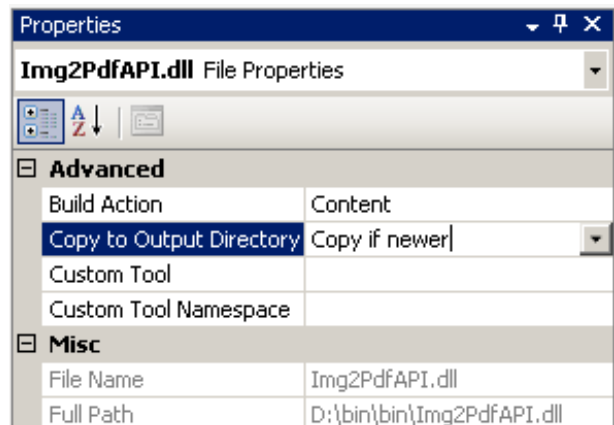 Properties
Img2PdfAPI.dll File Properties
A
Z
Advanced
Build Action Content
Copy to Output Directory Copy if newer
Custom Tool
Custom Tool Namespace
Misc
File Name Img2PdfAPI.dll
Full Path D:\bin\bin\Img2PdfAPI.dll